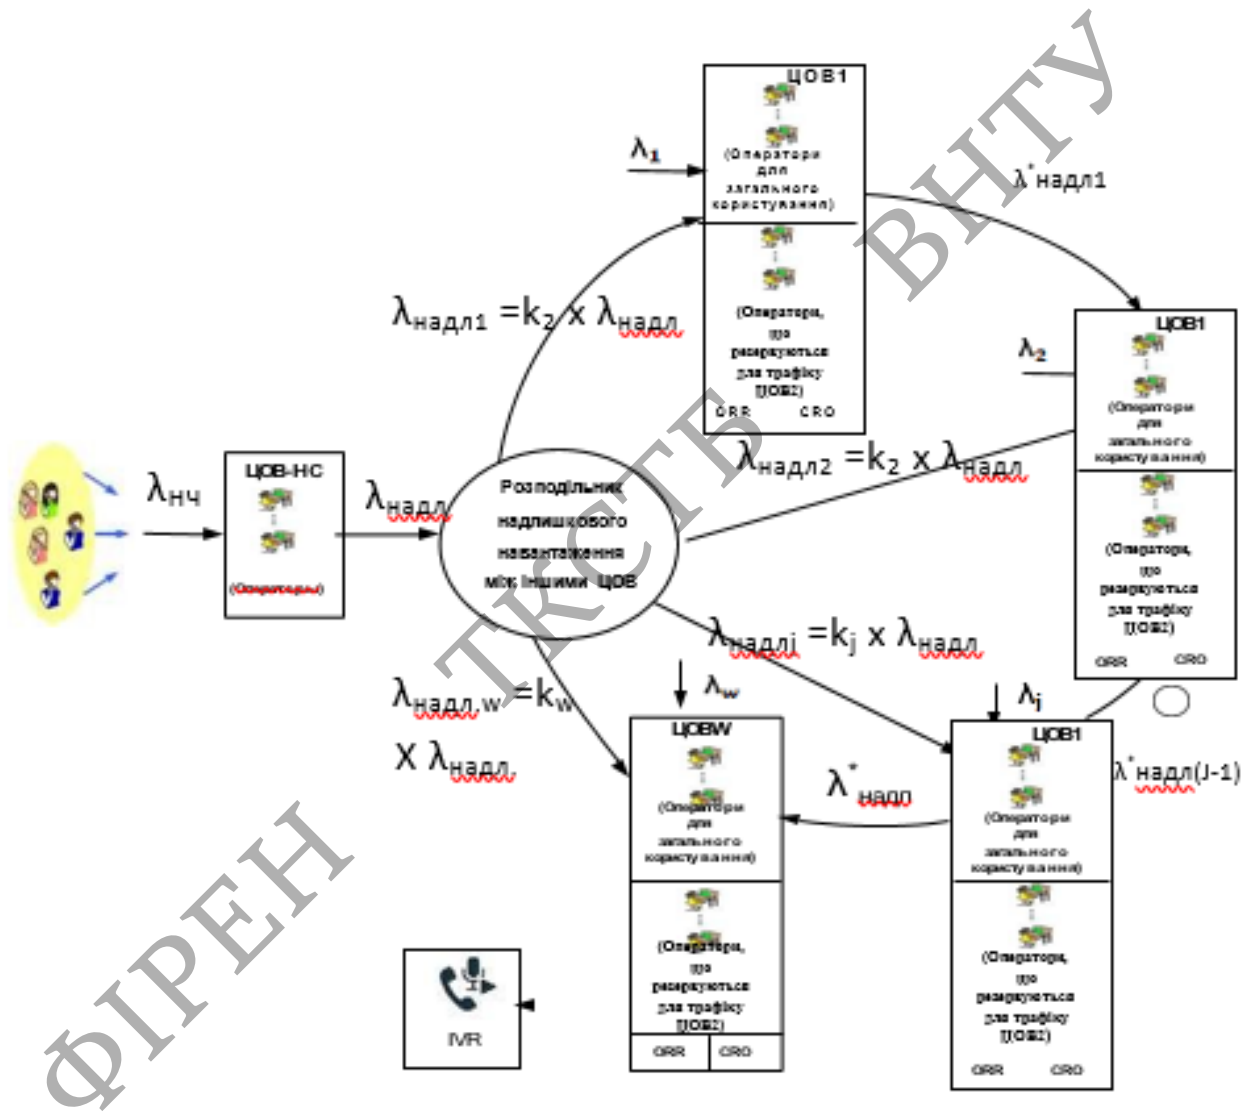 ЦОВ1
(Оператори
для
загального
користування)
(Оператори,
що
резервуються
для трафіку
ЦОВ2)
ORR CRO
λ1
λ*надл1
λнадл1 =k2 x λнадл
ЦОВ1
(Оператори
для
загального
користування)
(Оператори,
що
резервуються
для трафіку
ЦОВ2)
ORR CRO
λ2
λнадл2 =k2 x λнадл
λнч
ЦОВ-НС
(Оператори)
λнадл
Розподільник
надлишкового
навантаження
між іншими ЦОВ
λнадлj =kj x λнадл
λнадл.w =kw
X λнадл.
λw
ЦОВW
(Оператори
для
загального
користування)
(Оператори,
що
резервуються
для трафіку
ЦОВ2)
ORR CRO
λ*надл
λj
ЦОВ1
(Оператори
для
загального
користування)
(Оператори,
що
резервуються
для трафіку
ЦОВ2)
ORR CRO
λ*надл(J-1)
IVR
ФІРЕН ТКСТБ ВНТУ